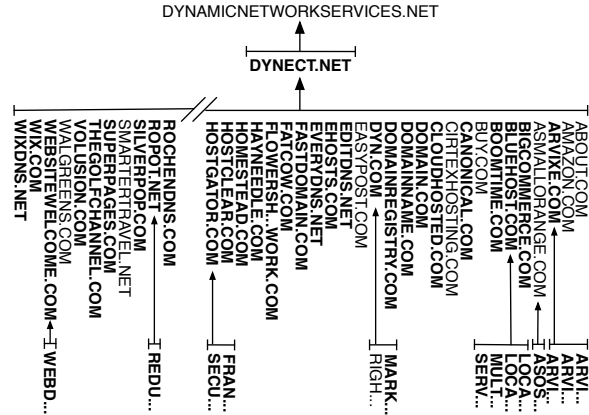 DYNAMICNETWORKSERVICES.NET
DYNECT.NET
WIXDNS.NET
WIX.COM
WEBSITEWELCOME.COM
WALGREENS.COM
VOLUSION.COM
THEGOLFCHANNEL.COM
SUPERPAGES.COM
SMARTERTRAVEL.NET
SILVERPOP.COM
ROPOT.NET
ROCHENDNS.COM
HOSTGATOR.COM
HOSTCLEAR.COM
HOMESTEAD.COM
HAYNEEDLE.COM
FLOWERSH...WORK.COM
FATCOW.COM
FASTDOMAIN.COM
EVERYDNS.NET
EHOSTS.COM
EDITDNS.NET
EASYPOST.COM
DYN.COM
DOMAINREGISTRY.COM
DOMAINNAME.COM
DOMAIN.COM
CLOUDHOSTED.COM
CIRTEXHOSTING.COM
CANONICAL.COM
BUY.COM
BOOMTIME.COM
BLUEHOST.COM
BIGCOMMERCE.COM
ASMALLORANGE.COM
ARVIXE.COM
AMAZON.COM
ABOUT.COM
WEBD...
REDU...
SECU...
FRAN...
RIGH...
MARK...
SERV...
MULT...
LOCA...
LOCA...
ASOS...
ARVI...
ARVI...
ARVI...